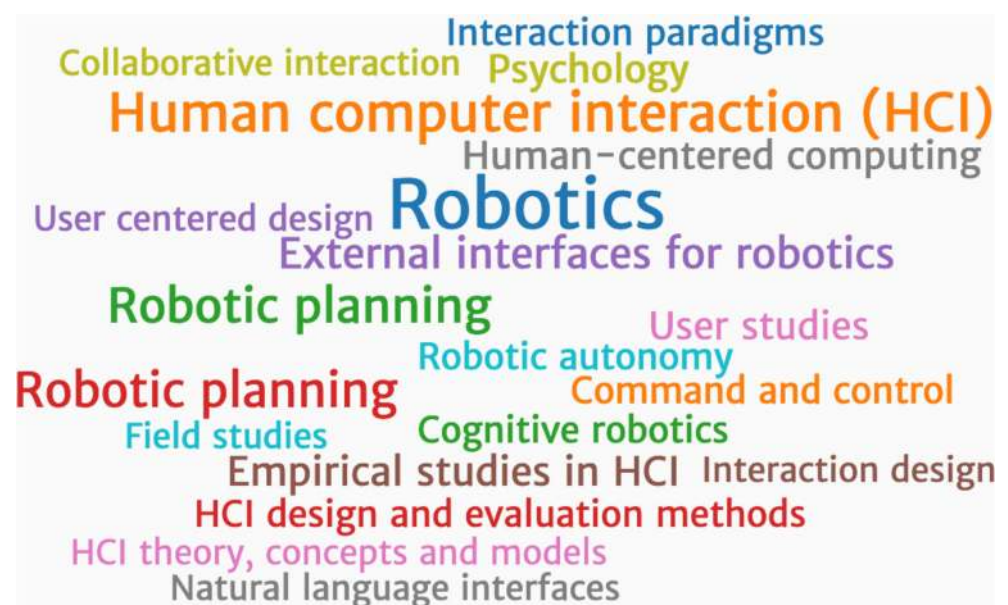 Interaction paradigms
Collaborative interaction Psychology
Human computer interaction (HCI)
Human-centered computing
User centered design Robotics
External interfaces for robotics
Robotic planning
User studies
Robotic autonomy
Robotic planning Command and control
Field studies Cognitive robotics
Empirical studies in HCI Interaction design
HCI design and evaluation methods
HCI theory, concepts and models
Natural language interfaces